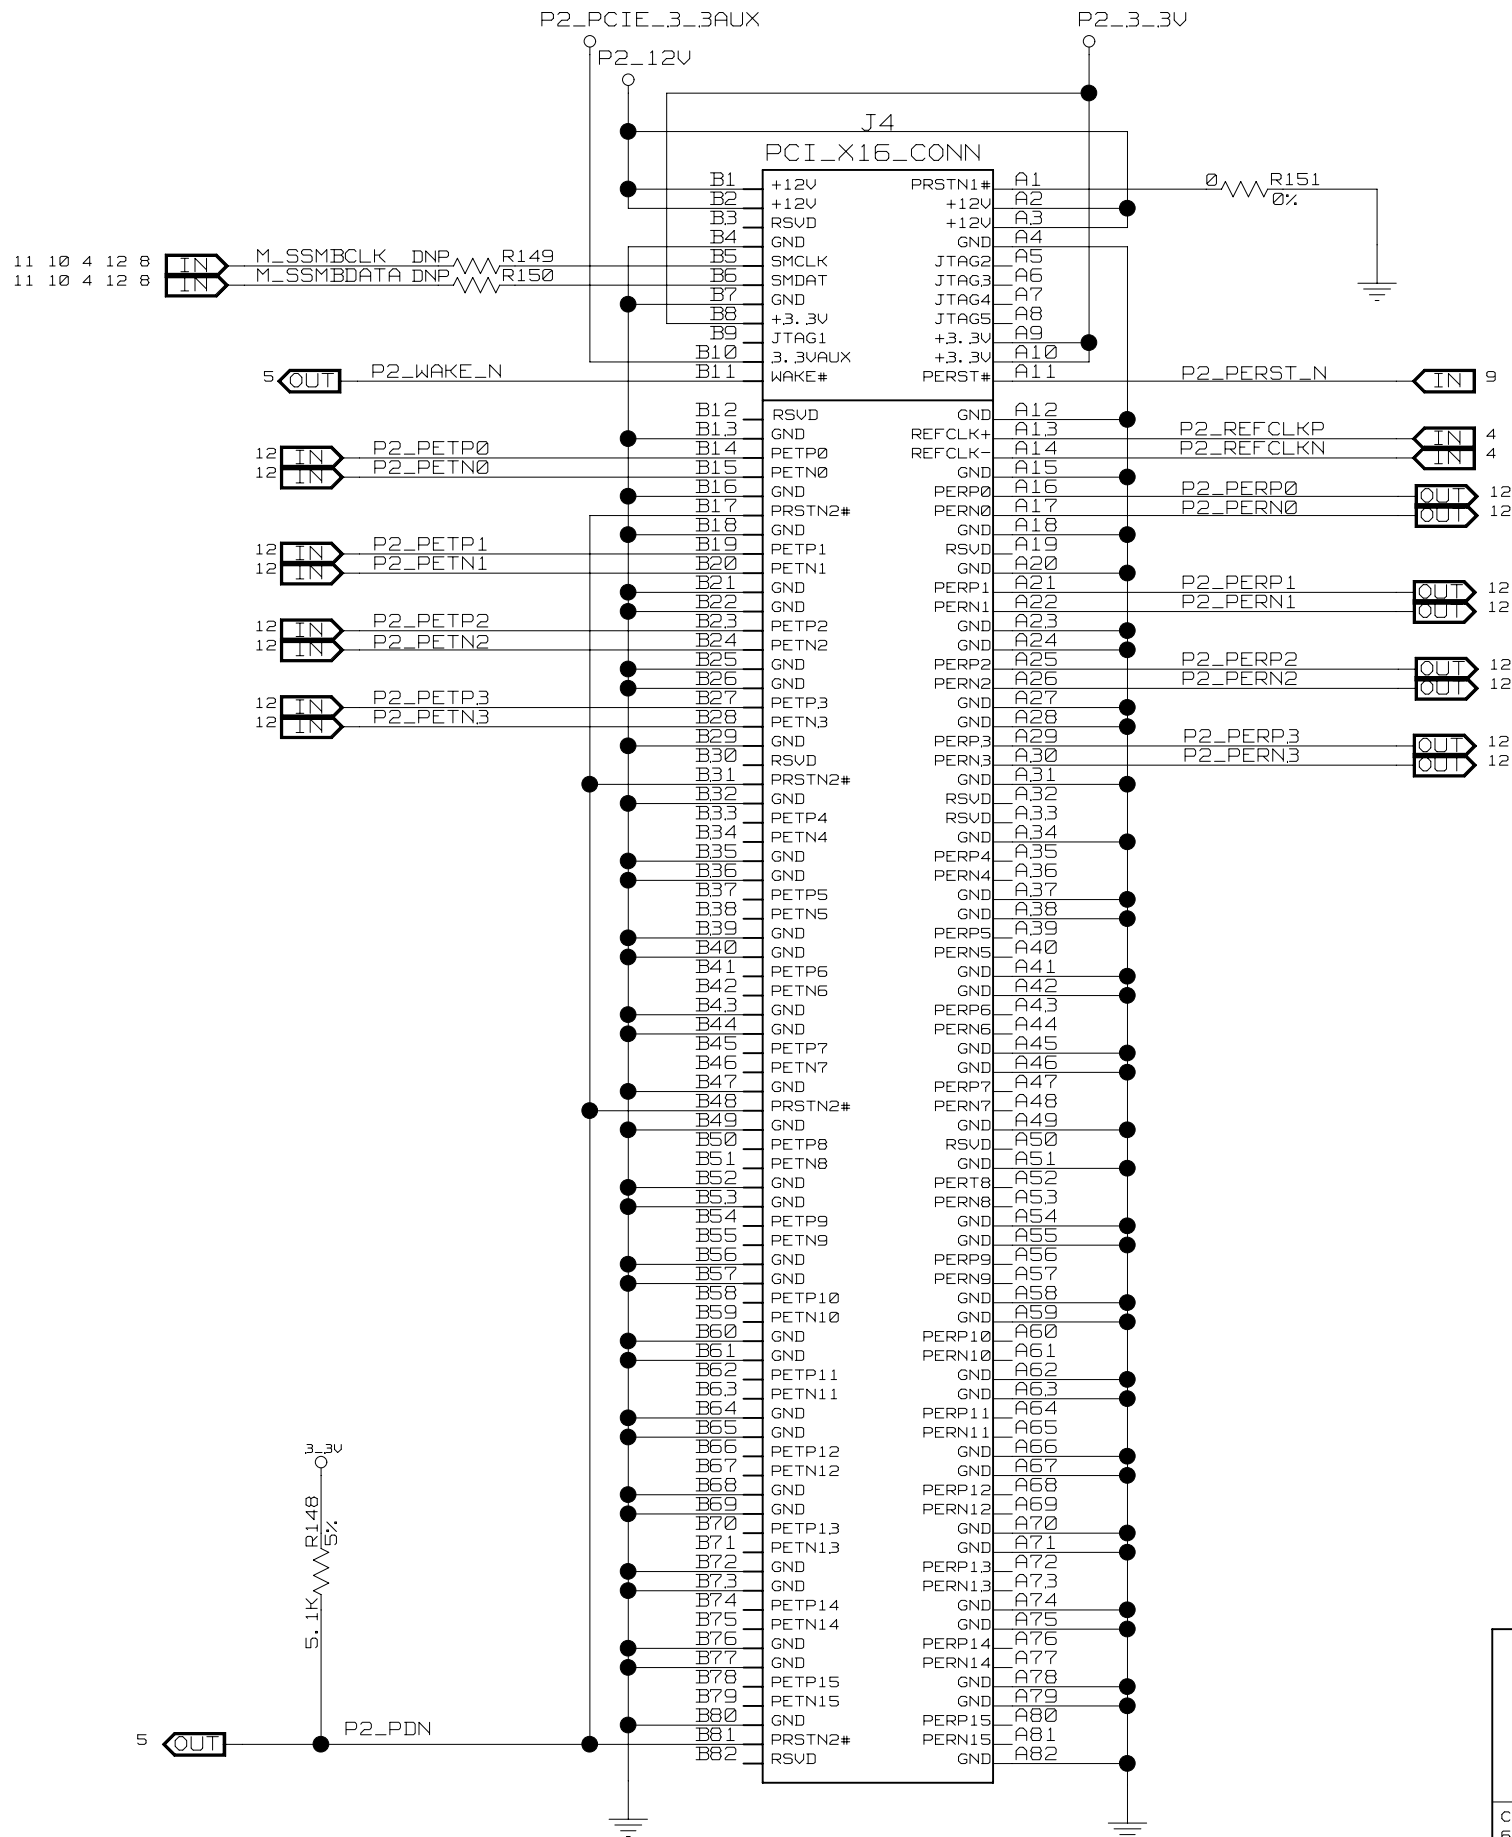 P2_PCIE_3_3AUX P2_3_3V
P2_12V
J4
PCI_X16_CONN
B1 +12V PRSTN1# A1 0 R151
B2 +12V +12V A2 0%
B3 RSVD +12V A3
B4 GND GND A4
11 10 4 12 8 IN M_SSMBCLK DNP R149 B5 SMCLK JTAG2 A5
11 10 4 12 8 IN M_SSMBDATA DNP R150 B6 SMDAT JTAG3 A6
B7 GND JTAG4 A7
B8 +3.3V JTAG5 A8
B9 JTAG1 +3.3V A9
B10 3.3VAUX +3.3V A10
5 OUT P2_WAKE_N B11 WAKE# PERST# A11 P2_PERST_N IN 9
B12 RSVD GND A12
B13 GND REFCLK+ A13 P2_REFCLKP IN 4
12 IN P2_PETP0 B14 PETP0 REFCLK- A14 P2_REFCLKN IN 4
12 IN P2_PETN0 B15 PETN0 GND A15
B16 GND PERP0 A16 P2_PERP0 OUT 12
B17 PRSTN2# PERN0 A17 P2_PERN0 OUT 12
B18 GND GND A18
12 IN P2_PETP1 B19 PETP1 RSVD A19
12 IN P2_PETN1 B20 PETN1 GND A20
B21 GND PERP1 A21 P2_PERP1 OUT 12
B22 GND PERN1 A22 P2_PERN1 OUT 12
12 IN P2_PETP2 B23 PETP2 GND A23
12 IN P2_PETN2 B24 PETN2 GND A24
B25 GND PERP2 A25 P2_PERP2 OUT 12
B26 GND PERN2 A26 P2_PERN2 OUT 12
12 IN P2_PETP3 B27 PETP3 GND A27
12 IN P2_PETN3 B28 PETN3 GND A28
B29 GND PERP3 A29 P2_PERP3 OUT 12
B30 RSVD PERN3 A30 P2_PERN3 OUT 12
B31 PRSTN2# GND A31
B32 GND RSVD A32
B33 PETP4 RSVD A33
B34 PETN4 GND A34
B35 GND PERP4 A35
B36 GND PERN4 A36
B37 PETP5 GND A37
B38 PETN5 GND A38
B39 GND PERP5 A39
B40 GND PERN5 A40
B41 PETP6 GND A41
B42 PETN6 GND A42
B43 GND PERP6 A43
B44 GND PERN6 A44
B45 PETP7 GND A45
B46 PETN7 GND A46
B47 GND PERP7 A47
B48 PRSTN2# PERN7 A48
B49 GND GND A49
B50 PETP8 RSVD A50
B51 PETN8 GND A51
B52 GND PERT8 A52
B53 GND PERN8 A53
B54 PETP9 GND A54
B55 PETN9 GND A55
B56 GND PERP9 A56
B57 GND PERN9 A57
B58 PETP10 GND A58
B59 PETN10 GND A59
B60 GND PERP10 A60
B61 GND PERN10 A61
B62 PETP11 GND A62
B63 PETN11 GND A63
B64 GND PERP11 A64
B65 GND PERN11 A65
B66 PETP12 GND A66
B67 PETN12 GND A67
B68 GND PERP12 A68
B69 GND PERN12 A69
B70 PETP13 GND A70
B71 PETN13 GND A71
B72 GND PERP13 A72
B73 GND PERN13 A73
B74 PETP14 GND A74
B75 PETN14 GND A75
B76 GND PERP14 A76
B77 GND PERN14 A77
B78 PETP15 GND A78
B79 PETN15 GND A79
B80 GND PERP15 A80
B81 PRSTN2# PERN15 A81
B82 RSVD GND A82
3_3V
R148
5%
5.1K
5 OUT P2_PDN
C